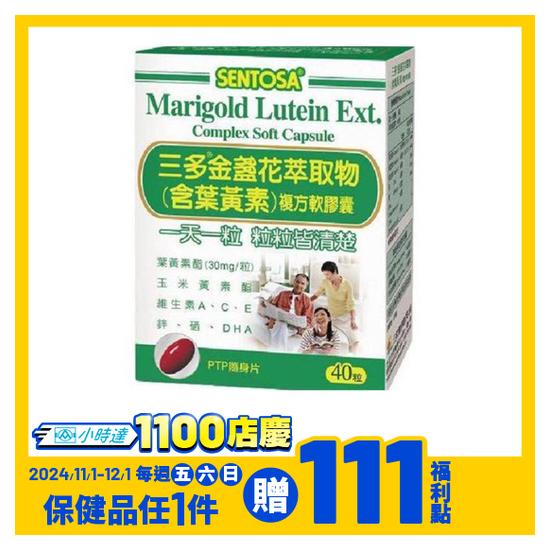 SENTOSA®
Marigold Lutein Ext.
Complex Soft Capsule
三多®金盞花萃取物
(含葉黃素)複方軟膠囊
一天一粒 粒粒皆清楚
葉黃素酯(30mg/粒)
玉米黃素酯
維生素A、C、E
鋅、硒、DHA
PTP隨身片
40粒
小時達
1100店慶
2024/11/1-12/1 每週五六日
保健品任1件
贈
111
福利點